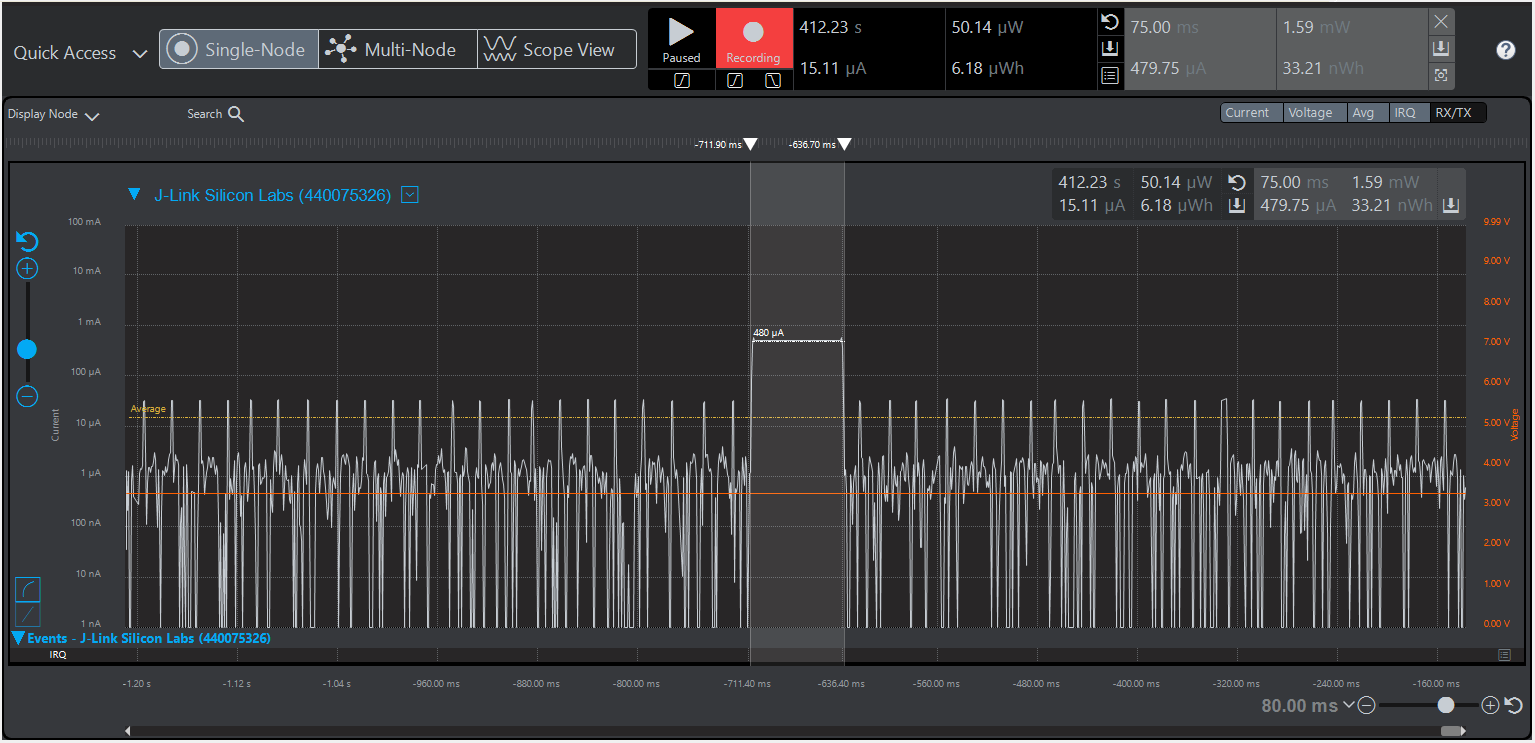 Quick Access Single-Node Multi-Node Scope View
Paused Recording
412.23 s 50.14 µW 75.00 ms 1.59 mW
15.11 µA 6.18 µWh 479.75 µA 33.21 nWh
Display Node Search Current Voltage Avg IRQ RX/TX
-711.90 ms -636.70 ms
J-Link Silicon Labs (440075326)
412.23 s 50.14 µW 75.00 ms 1.59 mW
15.11 µA 6.18 µWh 479.75 µA 33.21 nWh
100 mA
10 mA
1 mA
100 µA
10 µA
1 µA
100 nA
10 nA
1 nA
Current
Average
480 µA
9.99 V
9.00 V
8.00 V
7.00 V
6.00 V
5.00 V
4.00 V
3.00 V
2.00 V
1.00 V
0.00 V
Voltage
Events - J-Link Silicon Labs (440075326)
IRQ
-1.20 s -1.12 s -1.04 s -960.00 ms -880.00 ms -800.00 ms -711.40 ms -636.40 ms -560.00 ms -480.00 ms -400.00 ms -320.00 ms -240.00 ms -160.00 ms
80.00 ms